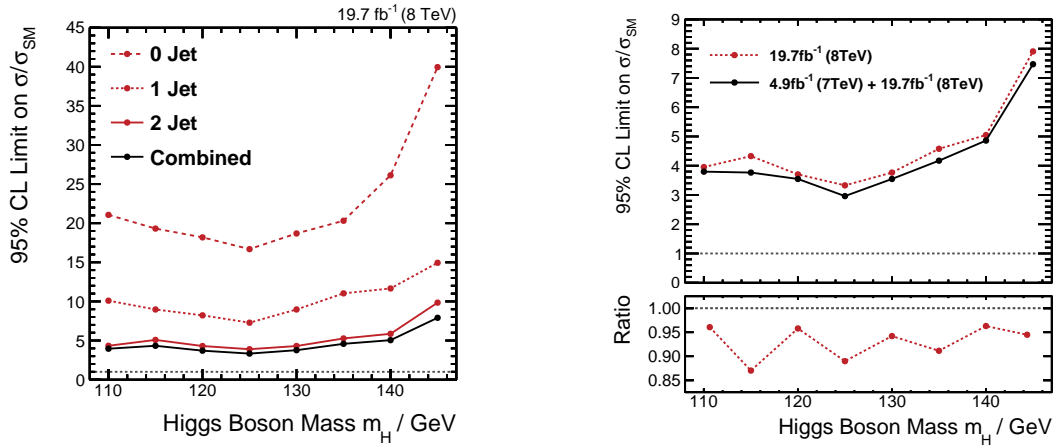 19.7 fb⁻¹ (8 TeV)
95% CL Limit on σ/σ_SM
45
40
35
30
25
20
15
10
5
0
0 Jet
1 Jet
2 Jet
Combined
110 120 130 140
Higgs Boson Mass m_H / GeV
95% CL Limit on σ/σ_SM
9
8
7
6
5
4
3
2
1
0
19.7fb⁻¹ (8TeV)
4.9fb⁻¹ (7TeV) + 19.7fb⁻¹ (8TeV)
Ratio
1.00
0.95
0.90
0.85
110 120 130 140
Higgs Boson Mass m_H / GeV